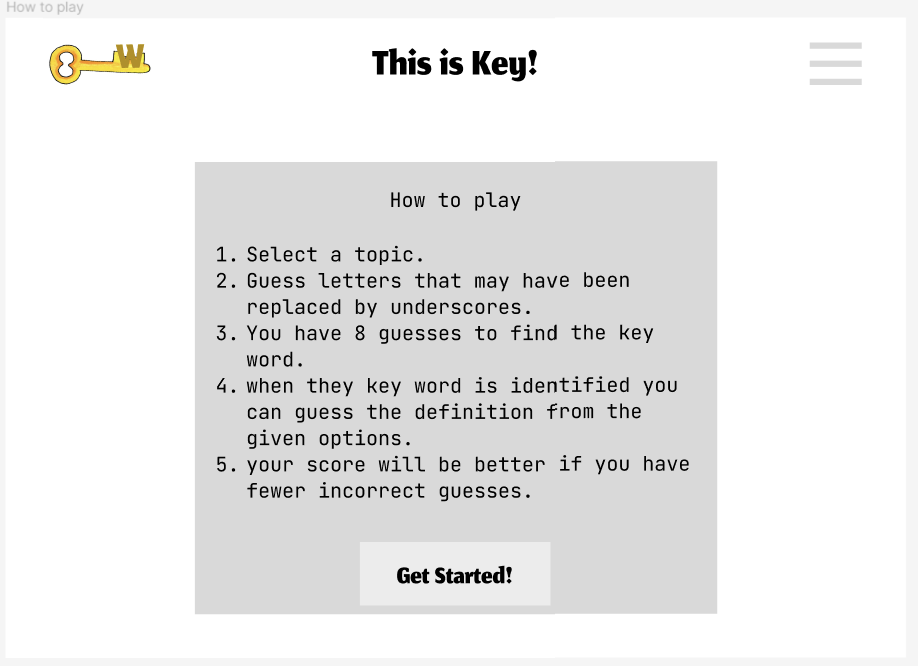 How to play
W
This is Key!
How to play
1. Select a topic.
2. Guess letters that may have been
replaced by underscores.
3. You have 8 guesses to find the key
word.
4. when they key word is identified you
can guess the definition from the
given options.
5. your score will be better if you have
fewer incorrect guesses.
Get Started!